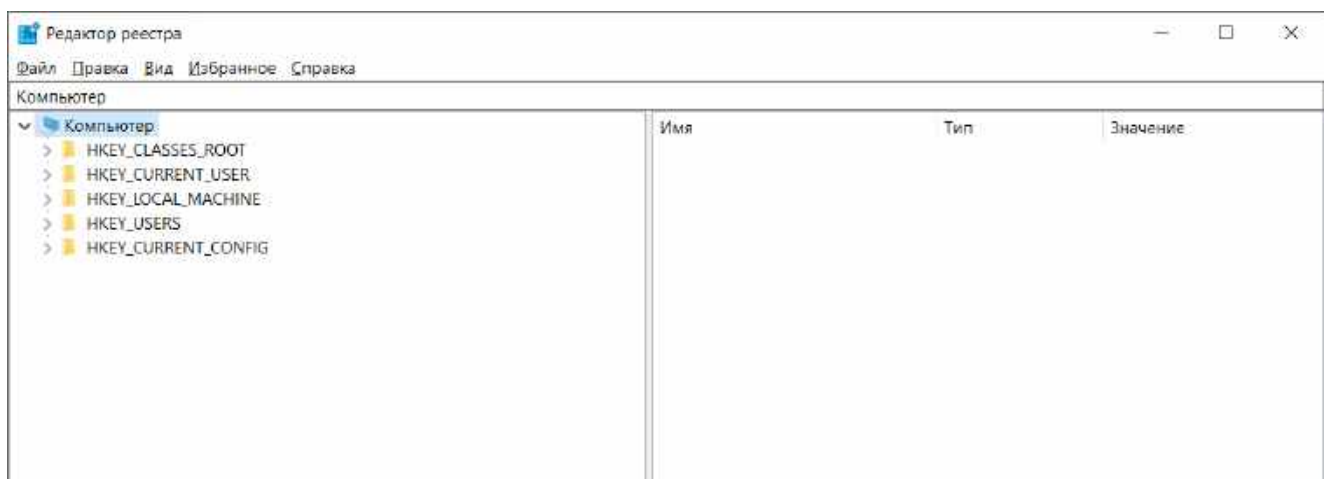 Редактор реестра
Файл Правка Вид Избранное Справка
Компьютер
Компьютер
HKEY_CLASSES_ROOT
HKEY_CURRENT_USER
HKEY_LOCAL_MACHINE
HKEY_USERS
HKEY_CURRENT_CONFIG
Имя Тип Значение